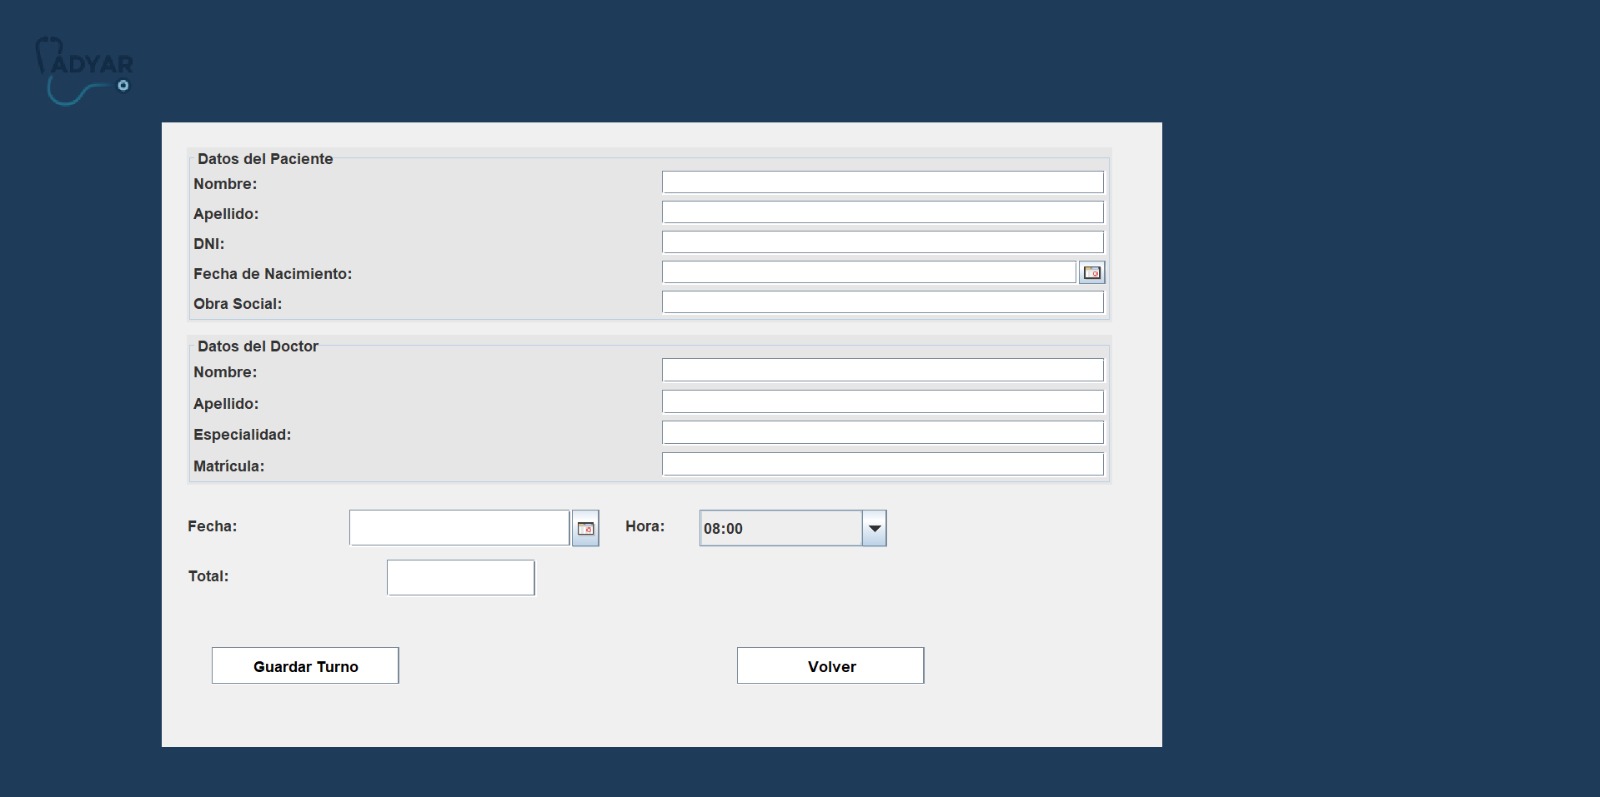 ADYAR
Datos del Paciente
Nombre:
Apellido:
DNI:
Fecha de Nacimiento:
Obra Social:
Datos del Doctor
Nombre:
Apellido:
Especialidad:
Matrícula:
Fecha: Hora: 08:00
Total:
Guardar Turno Volver